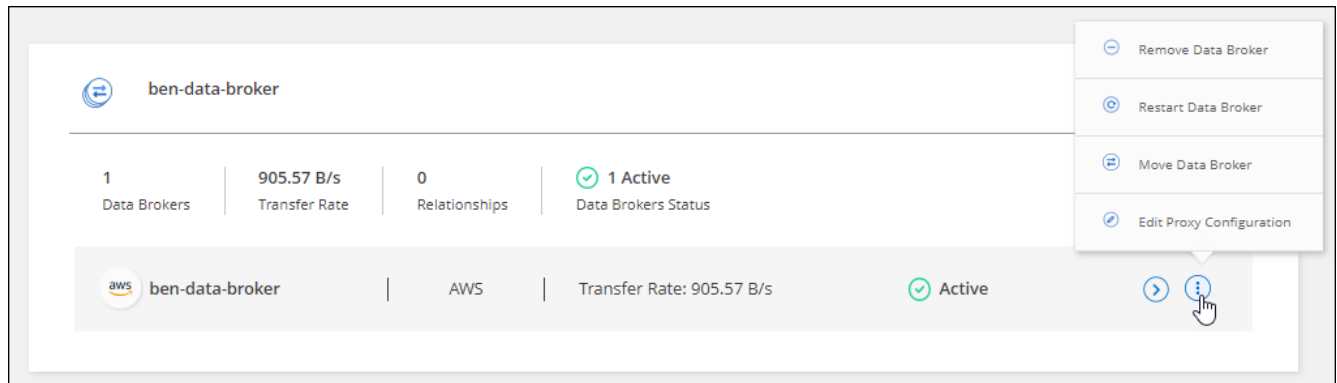 ben-data-broker
1
Data Brokers
905.57 B/s
Transfer Rate
0
Relationships
1 Active
Data Brokers Status
Remove Data Broker
Restart Data Broker
Move Data Broker
Edit Proxy Configuration
aws
ben-data-broker
AWS
Transfer Rate: 905.57 B/s
Active